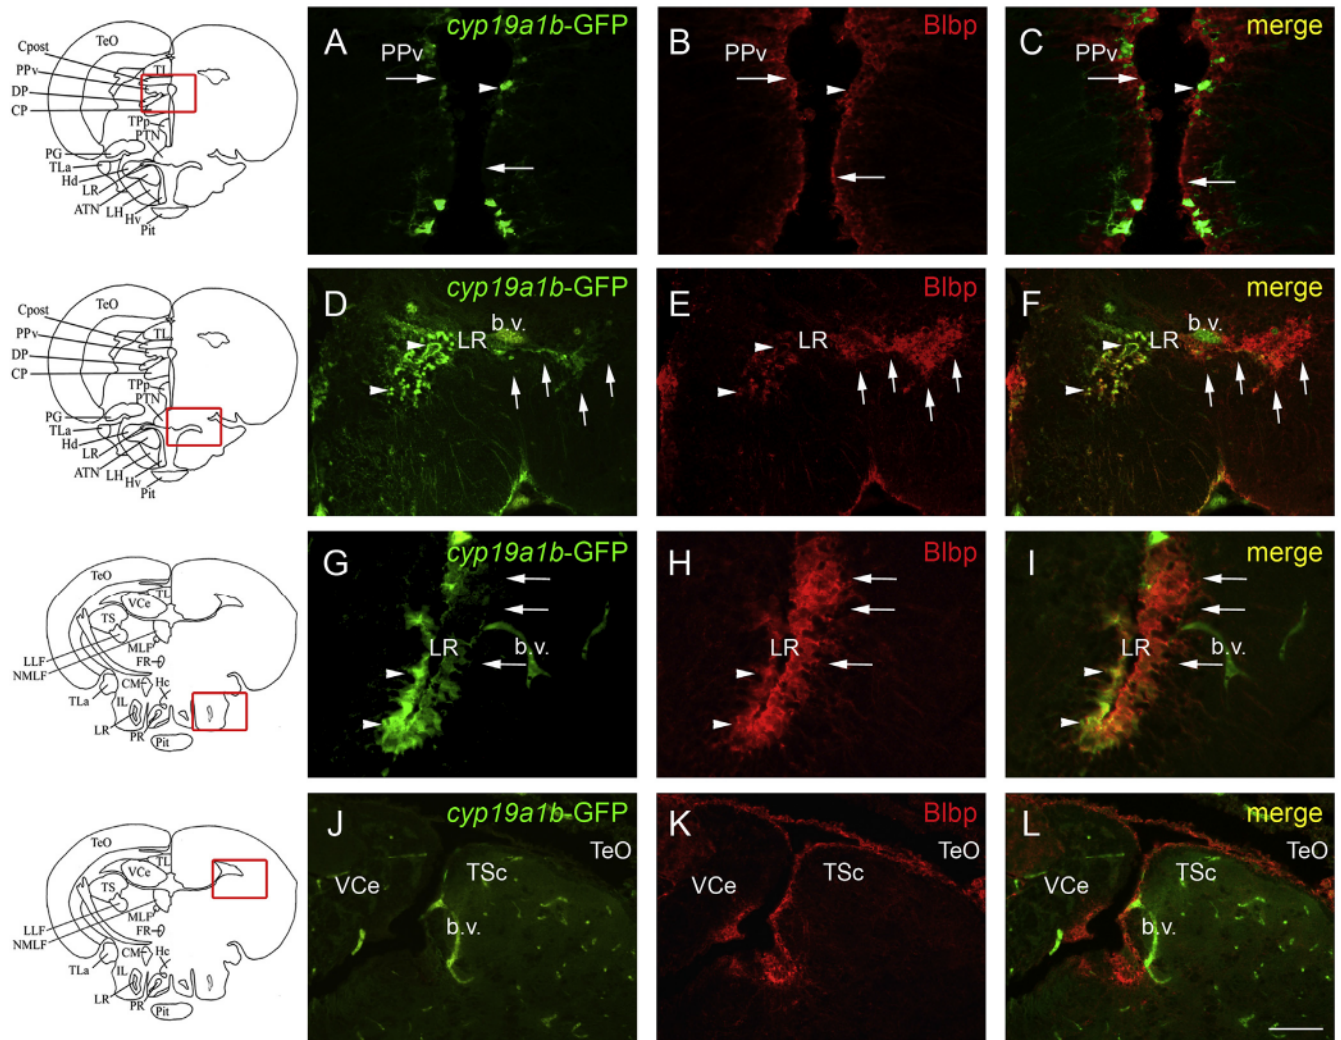 TeO
Cpost
PPv
TL
DP
CP
TPp
PTN
PG
TLa
Hd
LR
ATN
LH
Hv
Pit
A
cyp19a1b-GFP
PPv
B
Blbp
PPv
C
merge
PPv
TeO
Cpost
PPv
TL
DP
CP
TPp
PTN
PG
TLa
Hd
LR
ATN
LH
Hv
Pit
D
cyp19a1b-GFP
LR
b.v.
E
Blbp
LR
F
merge
LR
b.v.
TeO
TL
VCe
TS
MLF
LLF
NMLF
FR
CM
Hc
TLa
IL
LR
PR
Pit
G
cyp19a1b-GFP
LR
b.v.
H
Blbp
LR
I
merge
LR
b.v.
TeO
TL
VCe
TS
MLF
LLF
NMLF
FR
CM
Hc
TLa
IL
LR
PR
Pit
J
cyp19a1b-GFP
TeO
VCe
TSc
b.v.
K
Blbp
TeO
VCe
TSc
L
merge
TeO
VCe
TSc
b.v.